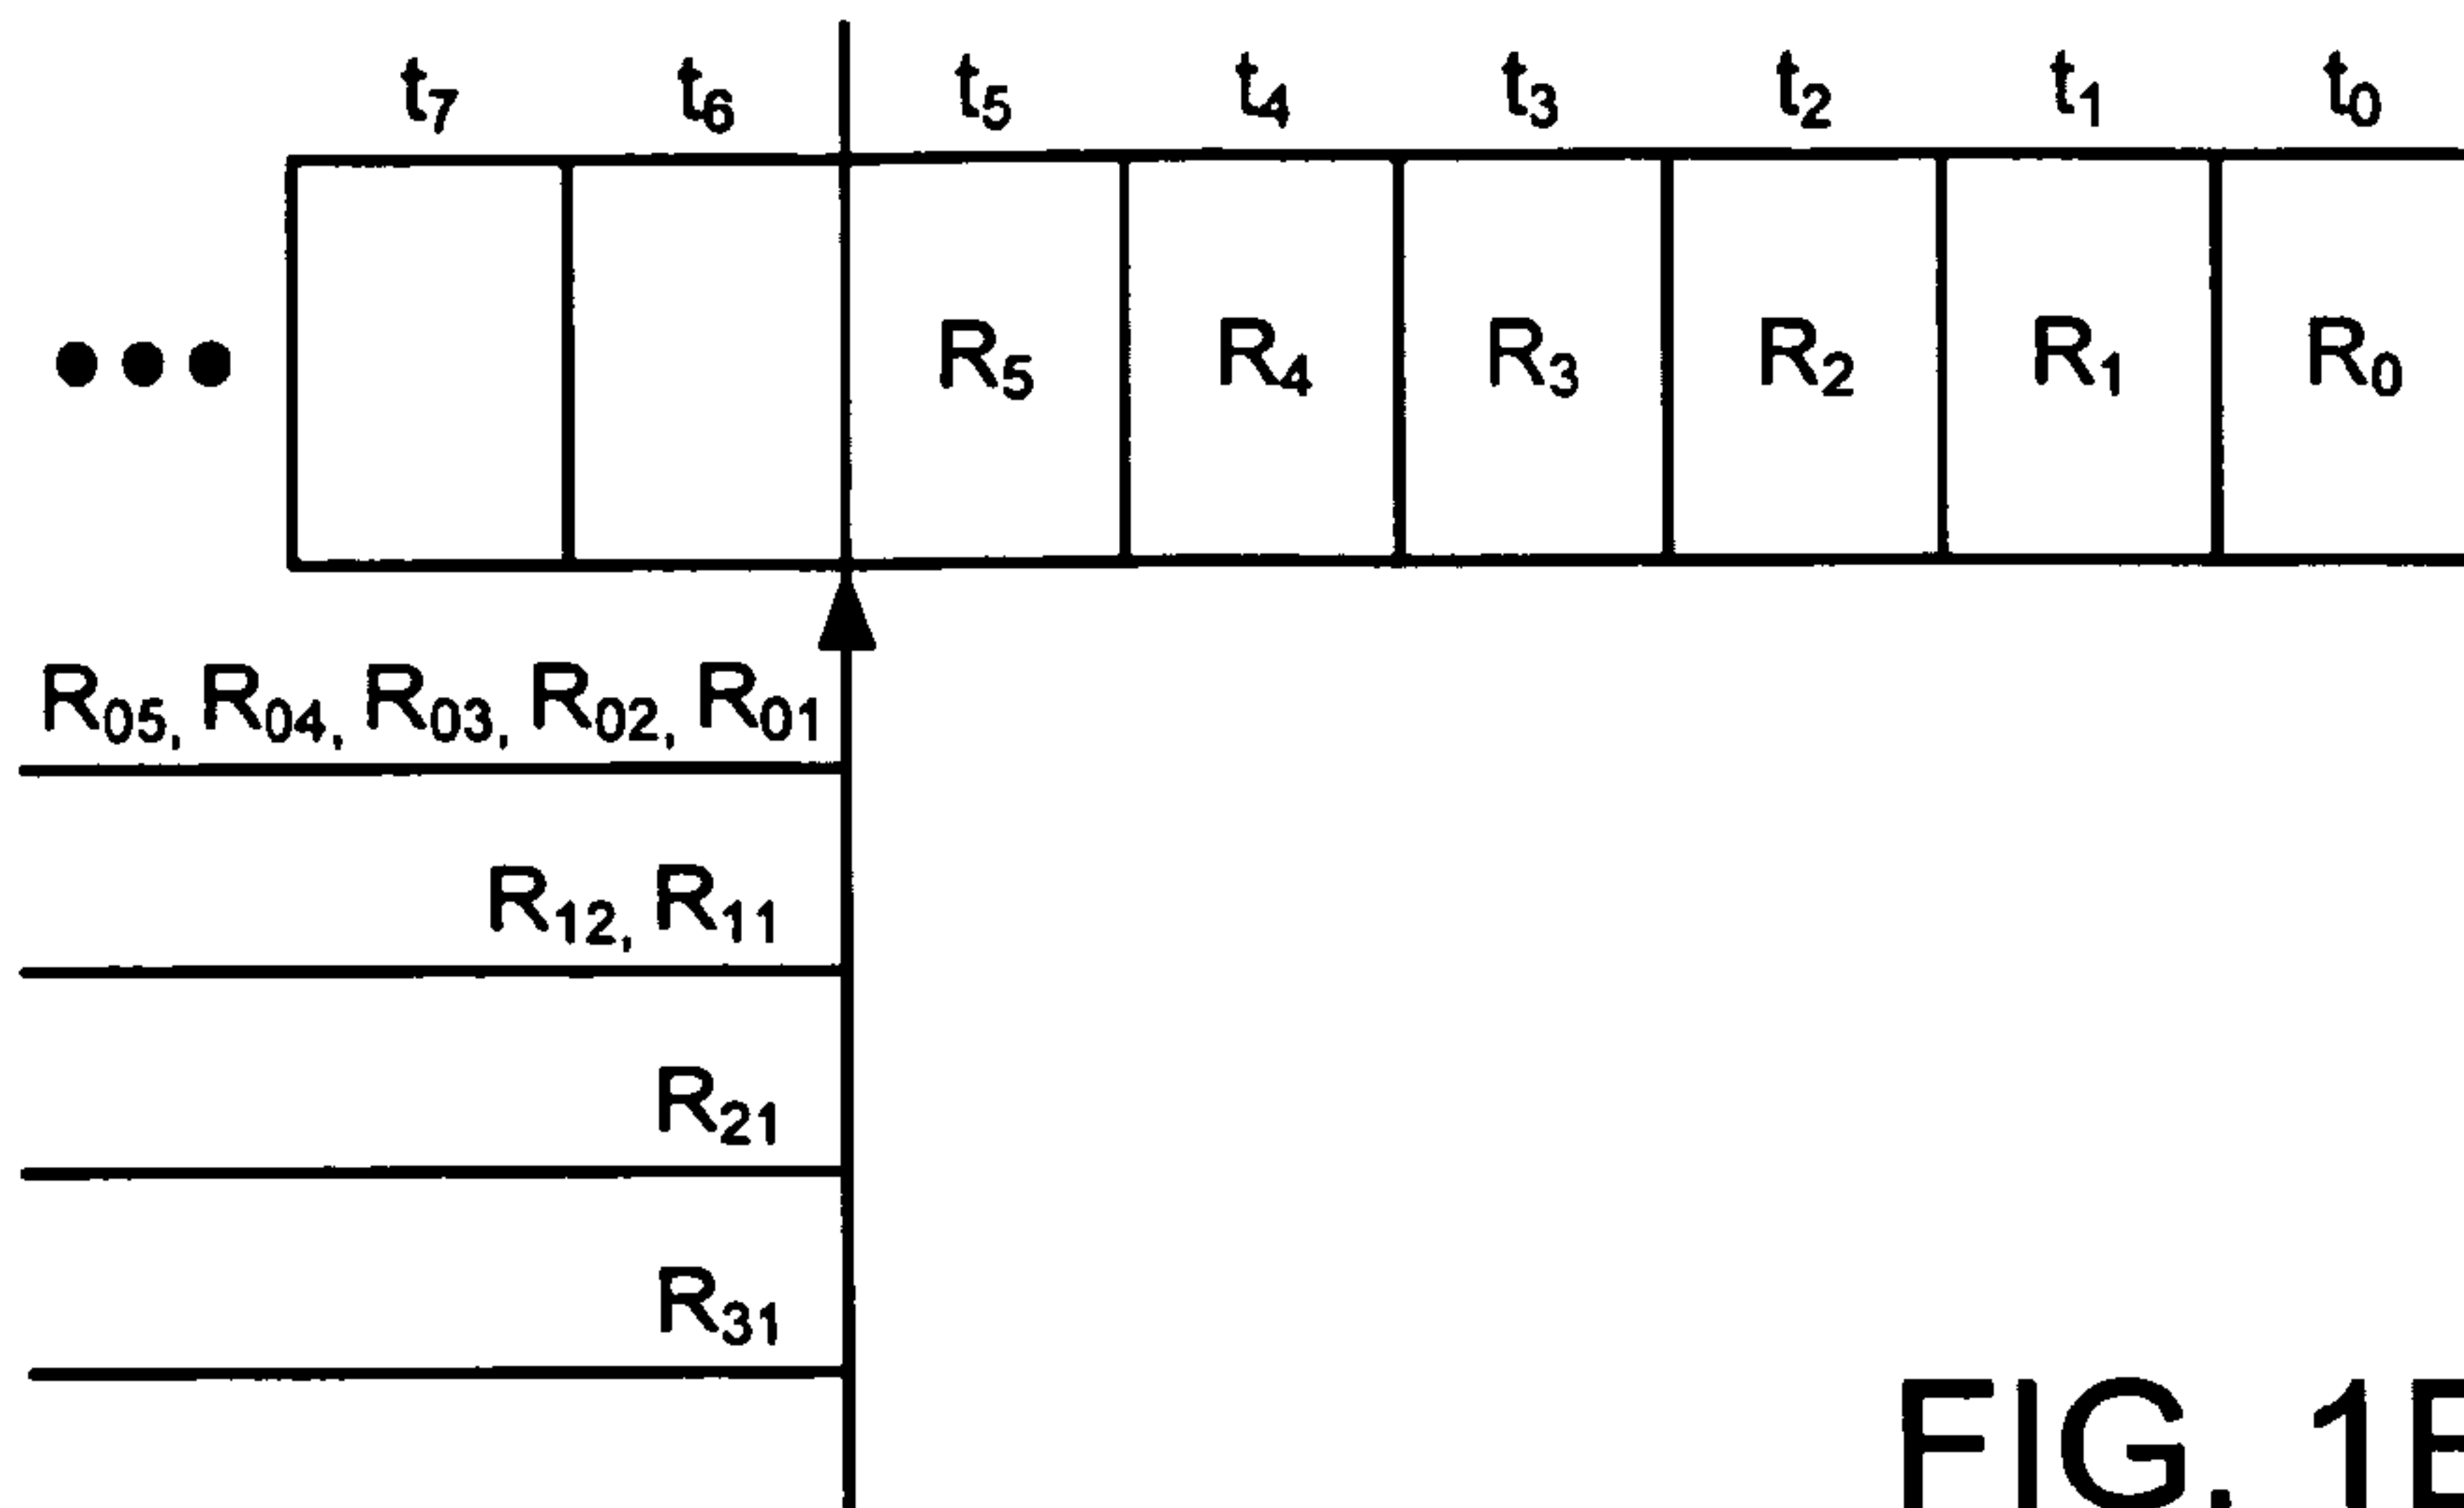 t7 t6 t5 t4 t3 t2 t1 t0
R5 R4 R3 R2 R1 R0
R05, R04, R03, R02, R01
R12, R11
R21
R31
FIG.